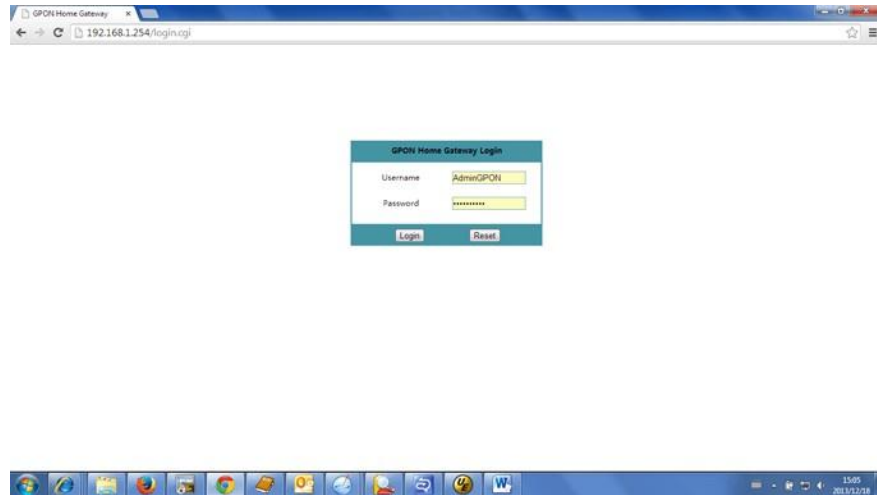 GPON Home Gateway
192.168.1.254/login.cgi
GPON Home Gateway Login
Username AdminGPON
Password ••••••••••
Login Reset
15:05
2013/12/18